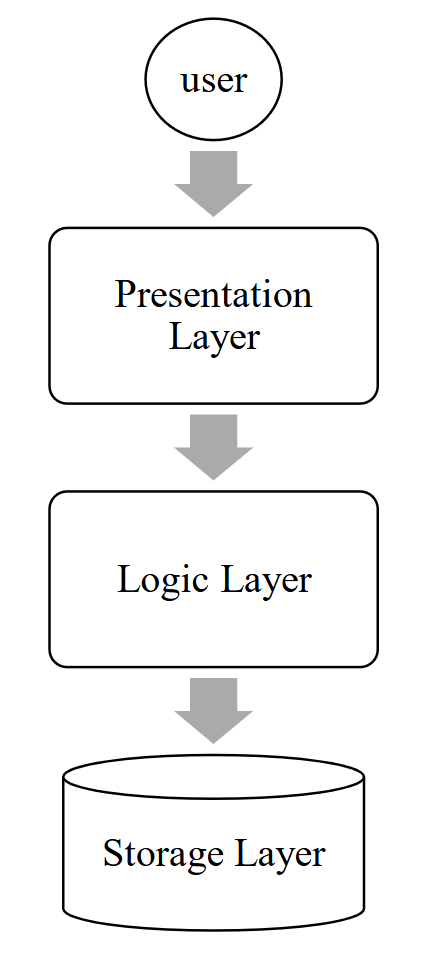 user
Presentation
Layer
Logic Layer
Storage Layer